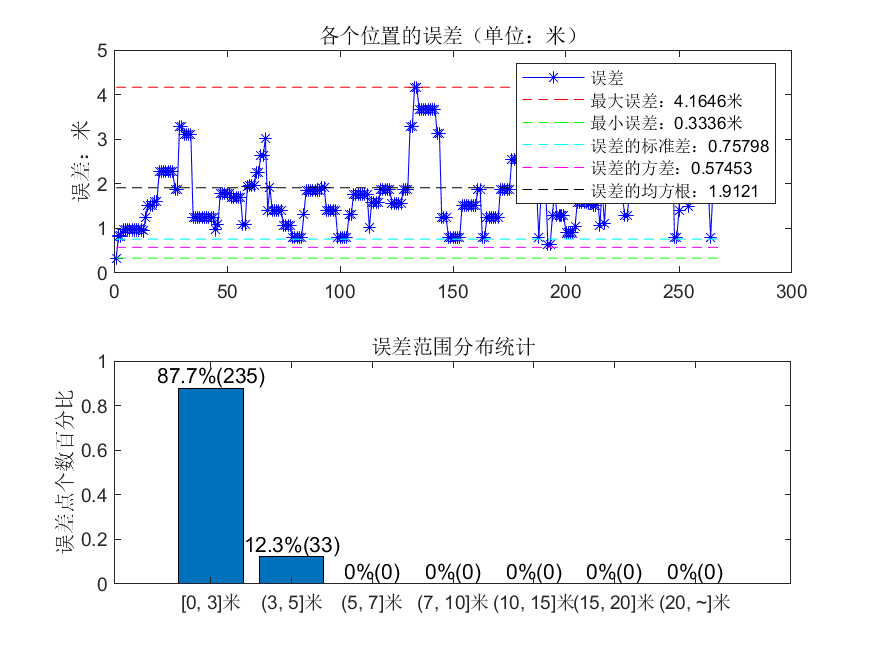 各个位置的误差（单位：米）
误差：米
5
4
3
2
1
0
0 50 100 150 200 250 300
误差
最大误差：4.1646米
最小误差：0.3336米
误差的标准差：0.75798
误差的方差：0.57453
误差的均方根：1.9121
误差范围分布统计
误差点个数百分比
1
0.8
0.6
0.4
0.2
0
87.7%(235)
12.3%(33)
0%(0) 0%(0) 0%(0) 0%(0) 0%(0)
[0, 3]米 (3, 5]米 (5, 7]米 (7, 10]米 (10, 15]米 (15, 20]米 (20, ~]米